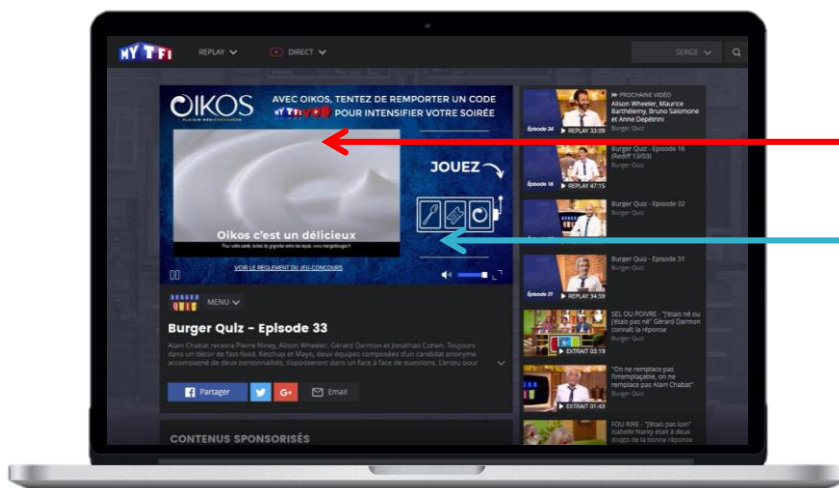 MY TF1
REPLAY
DIRECT
SERGE
OIKOS
AVEC OIKOS, TENTEZ DE REMPORTER UN CODE
POUR INTENSIFIER VOTRE SOIRÉE
JOUEZ
Oikos c'est un délicieux
VOIR LE REGLEMENT DU JEU-CONCOURS
BURGER
QUIZ
MENU
Burger Quiz - Episode 33
Alain Chabat recevra Pierre Niney, Alison Wheeler, Gérard Darmon et Jonathan Cohen. Toujours
dans un décor de fast-food, Ketchup et Mayo, deux équipes composées d'un candidat anonyme
accompagné de deux personnalités, s'opposeront dans un face à face de questions. L'enjeu pour
Partager
G+
Email
CONTENUS SPONSORISÉS
PROCHAINE VIDÉO
Alison Wheeler, Maurice
Barthélemy, Bruno Salomone
et Anne Depétrini
Burger Quiz
Épisode 34
REPLAY 33:09
Burger Quiz - Episode 16
(Rediff 13/03)
Burger Quiz
Épisode 16
REPLAY 47:15
Burger Quiz - Episode 32
Burger Quiz
Burger Quiz - Episode 31
Burger Quiz
Épisode 31
REPLAY 34:59
SEL OU POIVRE - "J'étais né ou
j'étais pas né" Gérard Darmon
connaît la réponse
Burger Quiz
EXTRAIT 03:19
"On ne remplace pas
l'irremplaçable, on ne
remplace pas Alain Chabat"
Burger Quiz
EXTRAIT 01:43
FOU RIRE - "J'étais pas loin"
Isabelle Nanty était à deux
doigts de la bonne réponse